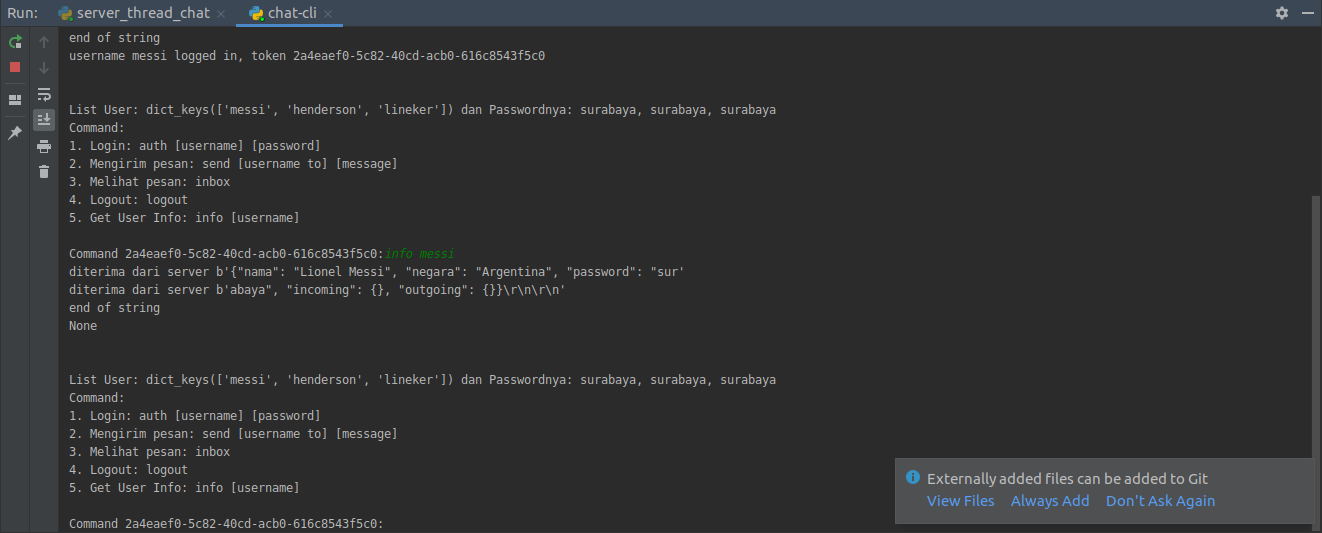 Run: server_thread_chat chat-cli
end of string
username messi logged in, token 2a4eaef0-5c82-40cd-acb0-616c8543f5c0
List User: dict_keys(['messi', 'henderson', 'lineker']) dan Passwordnya: surabaya, surabaya, surabaya
Command:
1. Login: auth [username] [password]
2. Mengirim pesan: send [username to] [message]
3. Melihat pesan: inbox
4. Logout: logout
5. Get User Info: info [username]
Command 2a4eaef0-5c82-40cd-acb0-616c8543f5c0:info messi
diterima dari server b'{"nama": "Lionel Messi", "negara": "Argentina", "password": "sur'
diterima dari server b'abaya", "incoming": {}, "outgoing": {}}\r\n\r\n'
end of string
None
List User: dict_keys(['messi', 'henderson', 'lineker']) dan Passwordnya: surabaya, surabaya, surabaya
Command:
1. Login: auth [username] [password]
2. Mengirim pesan: send [username to] [message]
3. Melihat pesan: inbox
4. Logout: logout
5. Get User Info: info [username]
Command 2a4eaef0-5c82-40cd-acb0-616c8543f5c0:
Externally added files can be added to Git
View Files Always Add Don't Ask Again